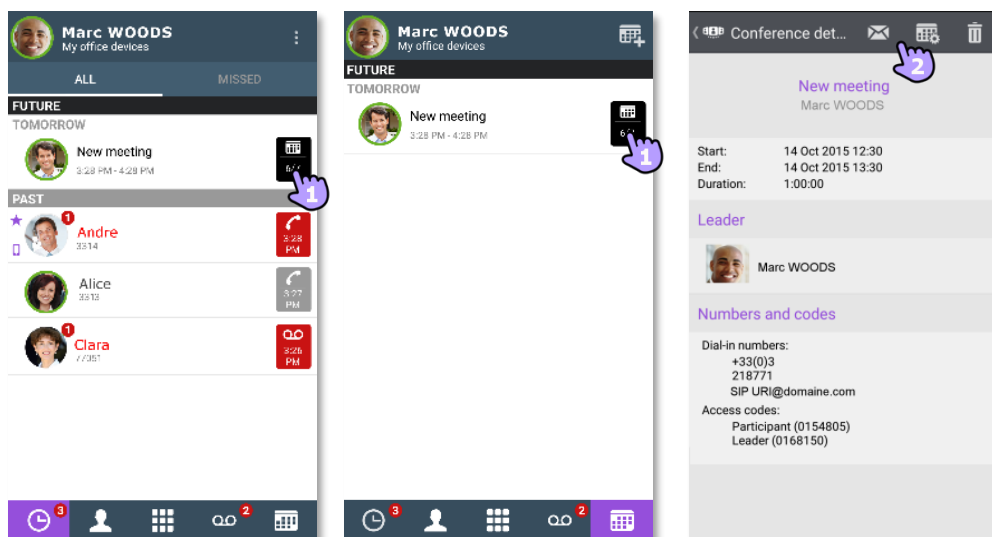 Marc WOODS
My office devices
ALL
MISSED
FUTURE
TOMORROW
New meeting
3:28 PM - 4:28 PM
1
PAST
1
Andre
3314
3:28
PM
Alice
3313
3:27
PM
1
Clara
77051
3:26
PM
3
2
Marc WOODS
My office devices
FUTURE
TOMORROW
New meeting
3:28 PM - 4:28 PM
1
3
2
Conference det...
2
New meeting
Marc WOODS
Start: 14 Oct 2015 12:30
End: 14 Oct 2015 13:30
Duration: 1:00:00
Leader
Marc WOODS
Numbers and codes
Dial-in numbers:
+33(0)3
218771
SIP URI@domaine.com
Access codes:
Participant (0154805)
Leader (0168150)